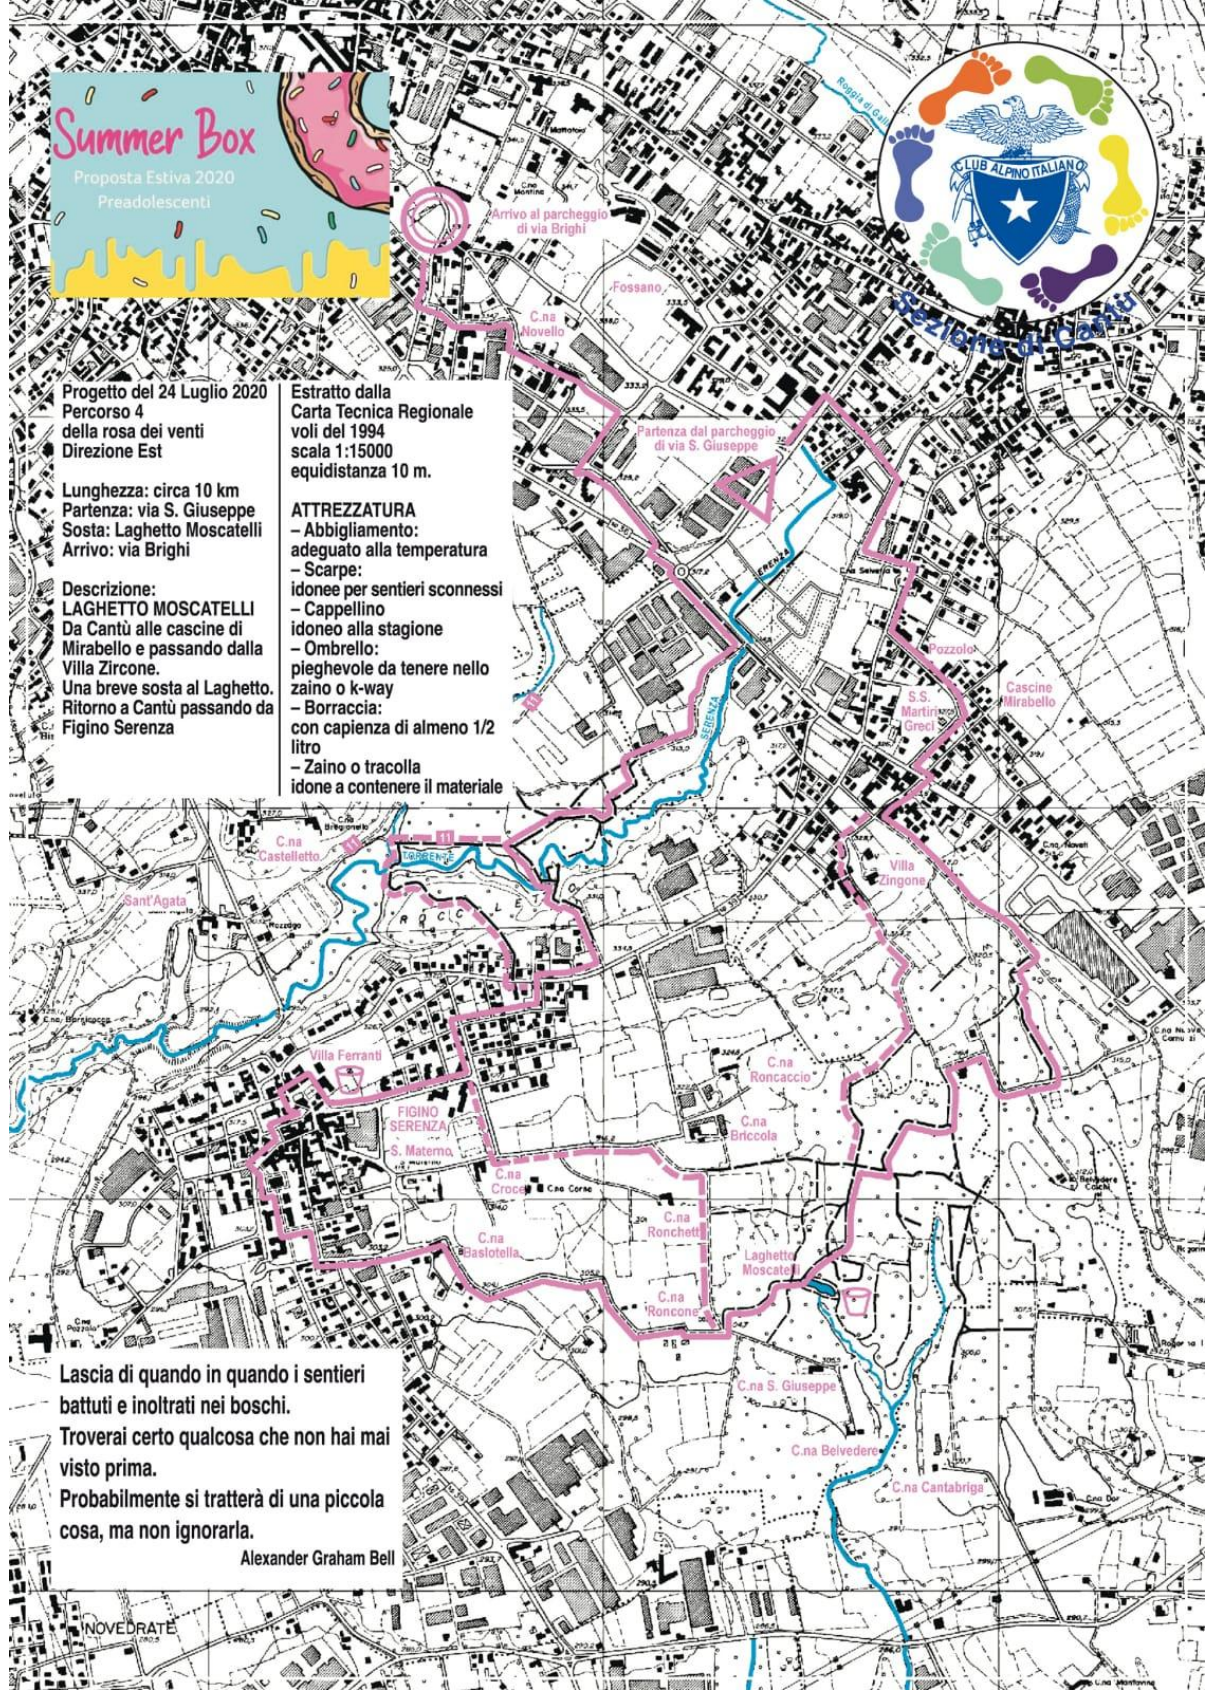 Summer Box
Proposta Estiva 2020
Preadolescenti
CLUB ALPINO ITALIANO
Sezione di Cantù
Roggia di
Mattatoio
Arrivo al parcheggio
di via Brighi
Fossano
C.na
Novello
Progetto del 24 Luglio 2020
Percorso 4
della rosa dei venti
Direzione Est
Lunghezza: circa 10 km
Partenza: via S. Giuseppe
Sosta: Laghetto Moscatelli
Arrivo: via Brighi
Descrizione:
LAGHETTO MOSCATELLI
Da Cantù alle cascine di
Mirabello e passando dalla
Villa Zircone.
Una breve sosta al Laghetto.
Ritorno a Cantù passando da
Figino Serenza
Estratto dalla
Carta Tecnica Regionale
voli del 1994
scala 1:15000
equidistanza 10 m.
ATTREZZATURA
– Abbigliamento:
adeguato alla temperatura
– Scarpe:
idonee per sentieri sconnessi
– Cappellino
idoneo alla stagione
– Ombrello:
pieghevole da tenere nello
zaino o k-way
– Borraccia:
con capienza di almeno 1/2
litro
– Zaino o tracolla
idone a contenere il materiale
Partenza dal parcheggio
di via S. Giuseppe
SERENZA
Pozzolo
S.S.
Martiri
Greci
Cascine
Mirabello
SERENZA
C.na
Castelletto
11
11
TORRENTE
ROCCOLE
Sant'Agata
Villa
Zingone
Villa Ferranti
FIGINO
SERENZA
S. Materno
C.na
Roncaccio
C.na
Briccola
C.na
Croce
C.na
Baslotella
C.na
Ronchetti
Laghetto
Moscatelli
C.na
Roncone
C.na S. Giuseppe
C.na Belvedere
C.na Cantabriga
Lascia di quando in quando i sentieri
battuti e inoltrati nei boschi.
Troverai certo qualcosa che non hai mai
visto prima.
Probabilmente si tratterà di una piccola
cosa, ma non ignorarla.
Alexander Graham Bell
NOVEDRATE